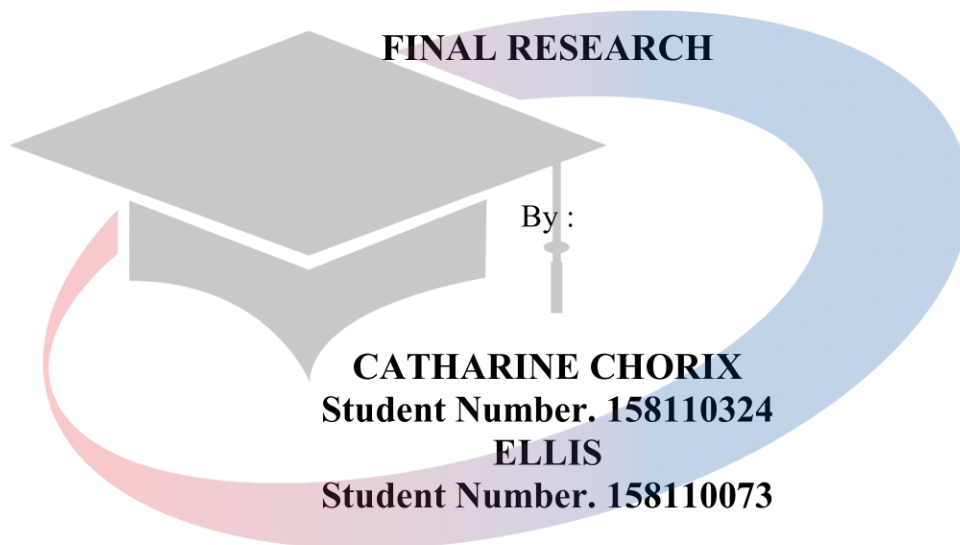 FINAL RESEARCH
By :
CATHARINE CHORIX
Student Number. 158110324
ELLIS
Student Number. 158110073